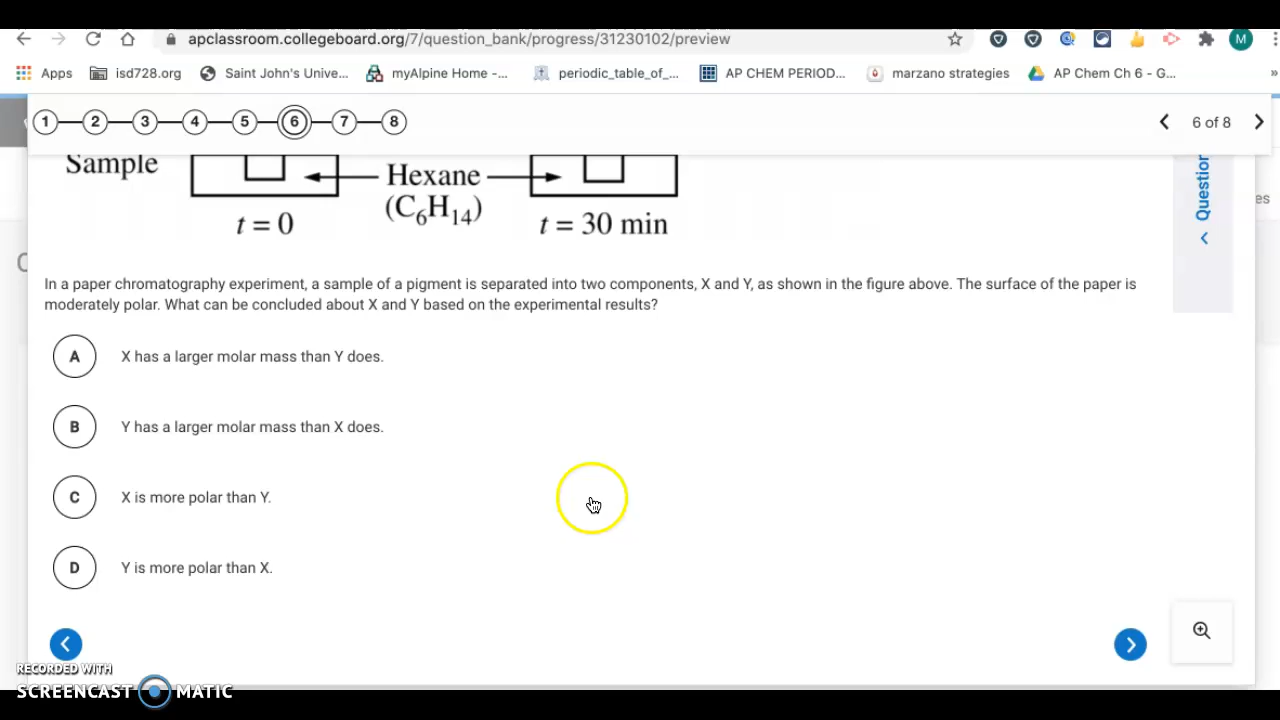 apclassroom.collegeboard.org/7/question_bank/progress/31230102/preview
M
Apps isd728.org Saint John's Unive... myAlpine Home -... periodic_table_of_... AP CHEM PERIOD... marzano strategies AP Chem Ch 6 - G... »
1 2 3 4 5 6 7 8 6 of 8
Sample
Hexane
(C₆H₁₄)
t = 0 t = 30 min
Question
es
In a paper chromatography experiment, a sample of a pigment is separated into two components, X and Y, as shown in the figure above. The surface of the paper is
moderately polar. What can be concluded about X and Y based on the experimental results?
A X has a larger molar mass than Y does.
B Y has a larger molar mass than X does.
C X is more polar than Y.
D Y is more polar than X.
RECORDED WITH
SCREENCAST MATIC